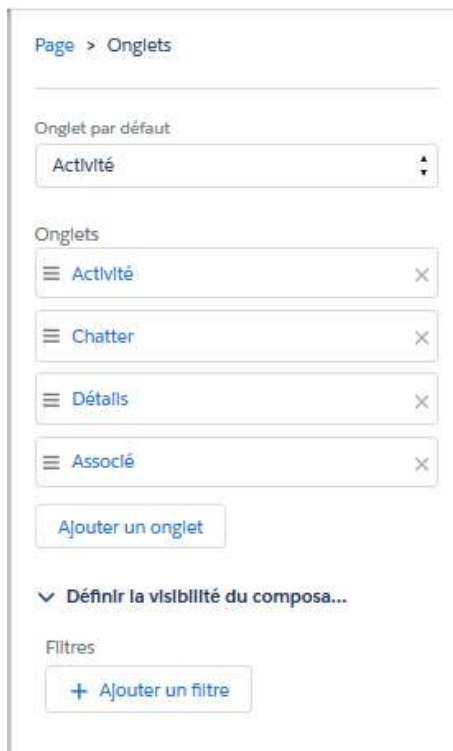 Page > Onglets
Onglet par défaut
Activité
Onglets
Activité
Chatter
Détails
Associé
Ajouter un onglet
Définir la visibilité du composa...
Filtres
+ Ajouter un filtre